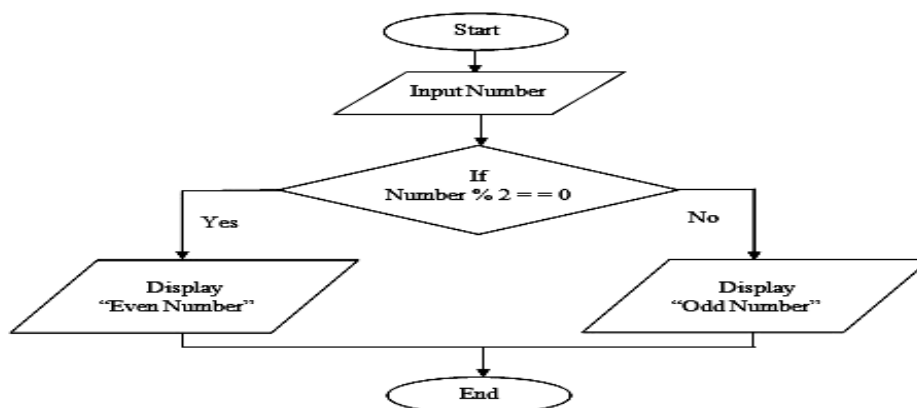 Start
Input Number
If
Number % 2 = = 0
Yes
No
Display
“Even Number”
Display
“Odd Number”
End